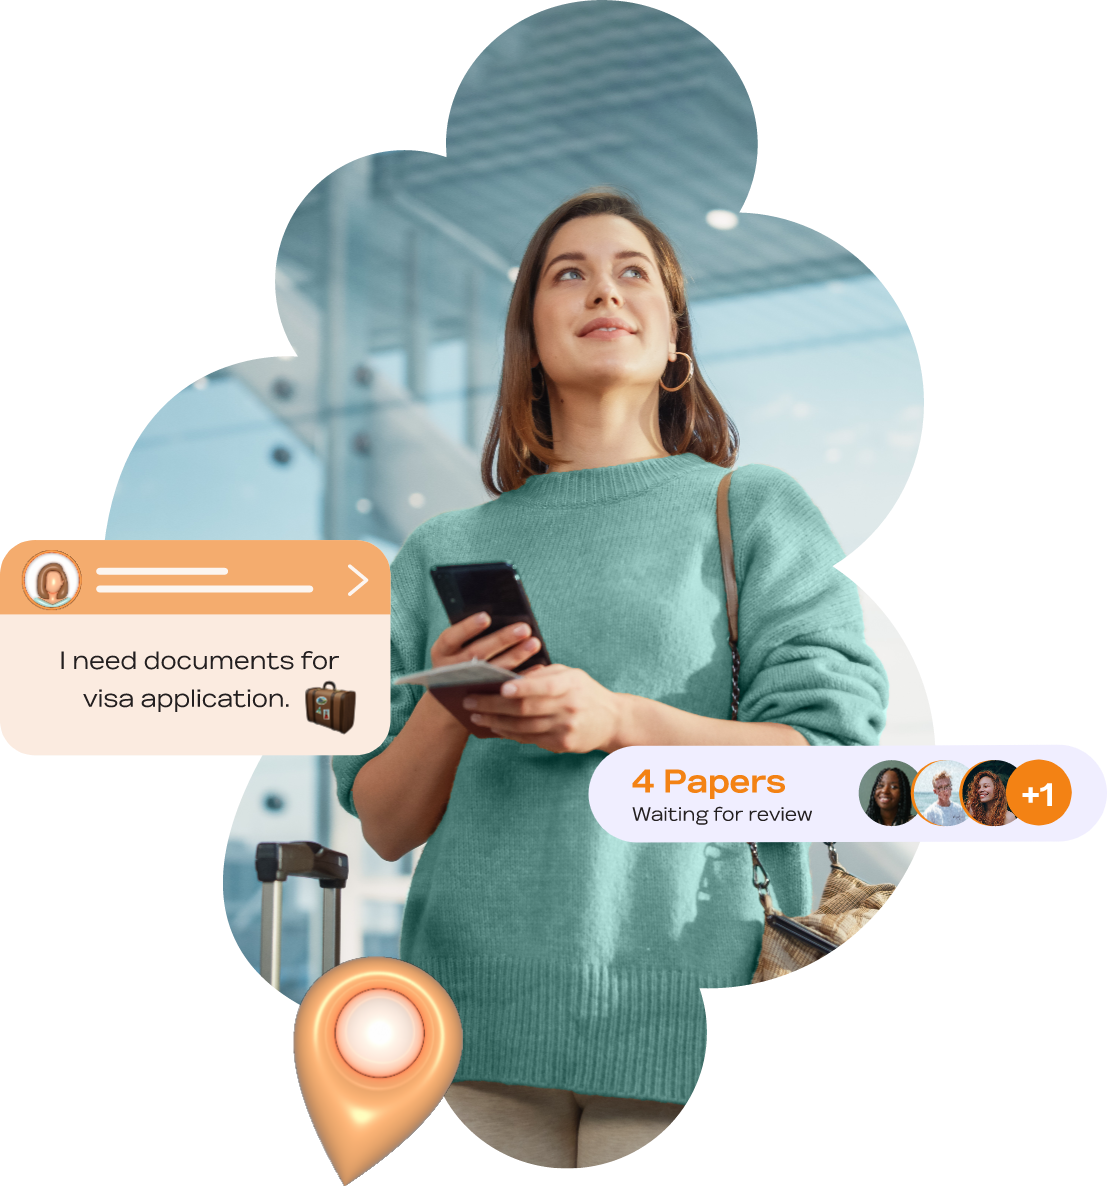 I need documents for
visa application.
4 Papers
Waiting for review
+1